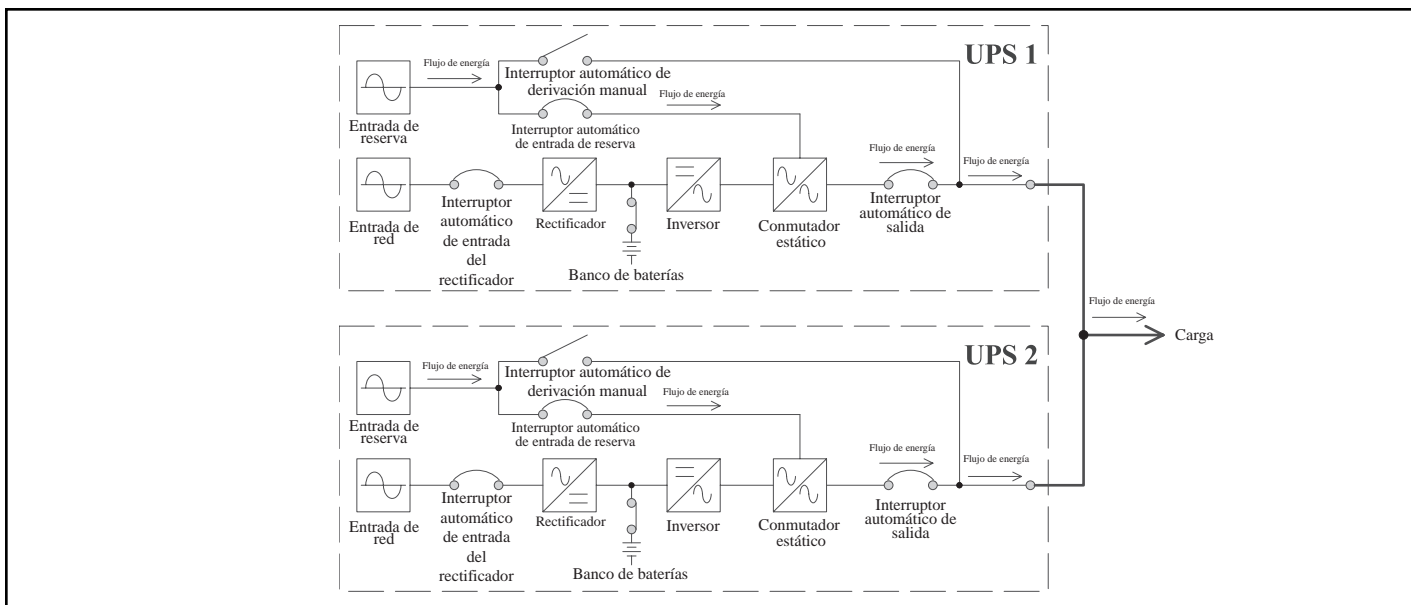 UPS 1
Flujo de energía
Interruptor automático de
derivación manual
Flujo de energía
Entrada de
reserva
Interruptor automático
de entrada de reserva
Flujo de energía
Flujo de energía
Entrada de
red
Interruptor
automático
de entrada
del
rectificador
Rectificador
Banco de baterías
Inversor
Conmutador
estático
Interruptor
automático de
salida
Flujo de energía
Carga
UPS 2
Flujo de energía
Interruptor automático de
derivación manual
Flujo de energía
Entrada de
reserva
Interruptor automático
de entrada de reserva
Flujo de energía
Flujo de energía
Entrada de
red
Interruptor
automático
de entrada
del
rectificador
Rectificador
Banco de baterías
Inversor
Conmutador
estático
Interruptor
automático de
salida